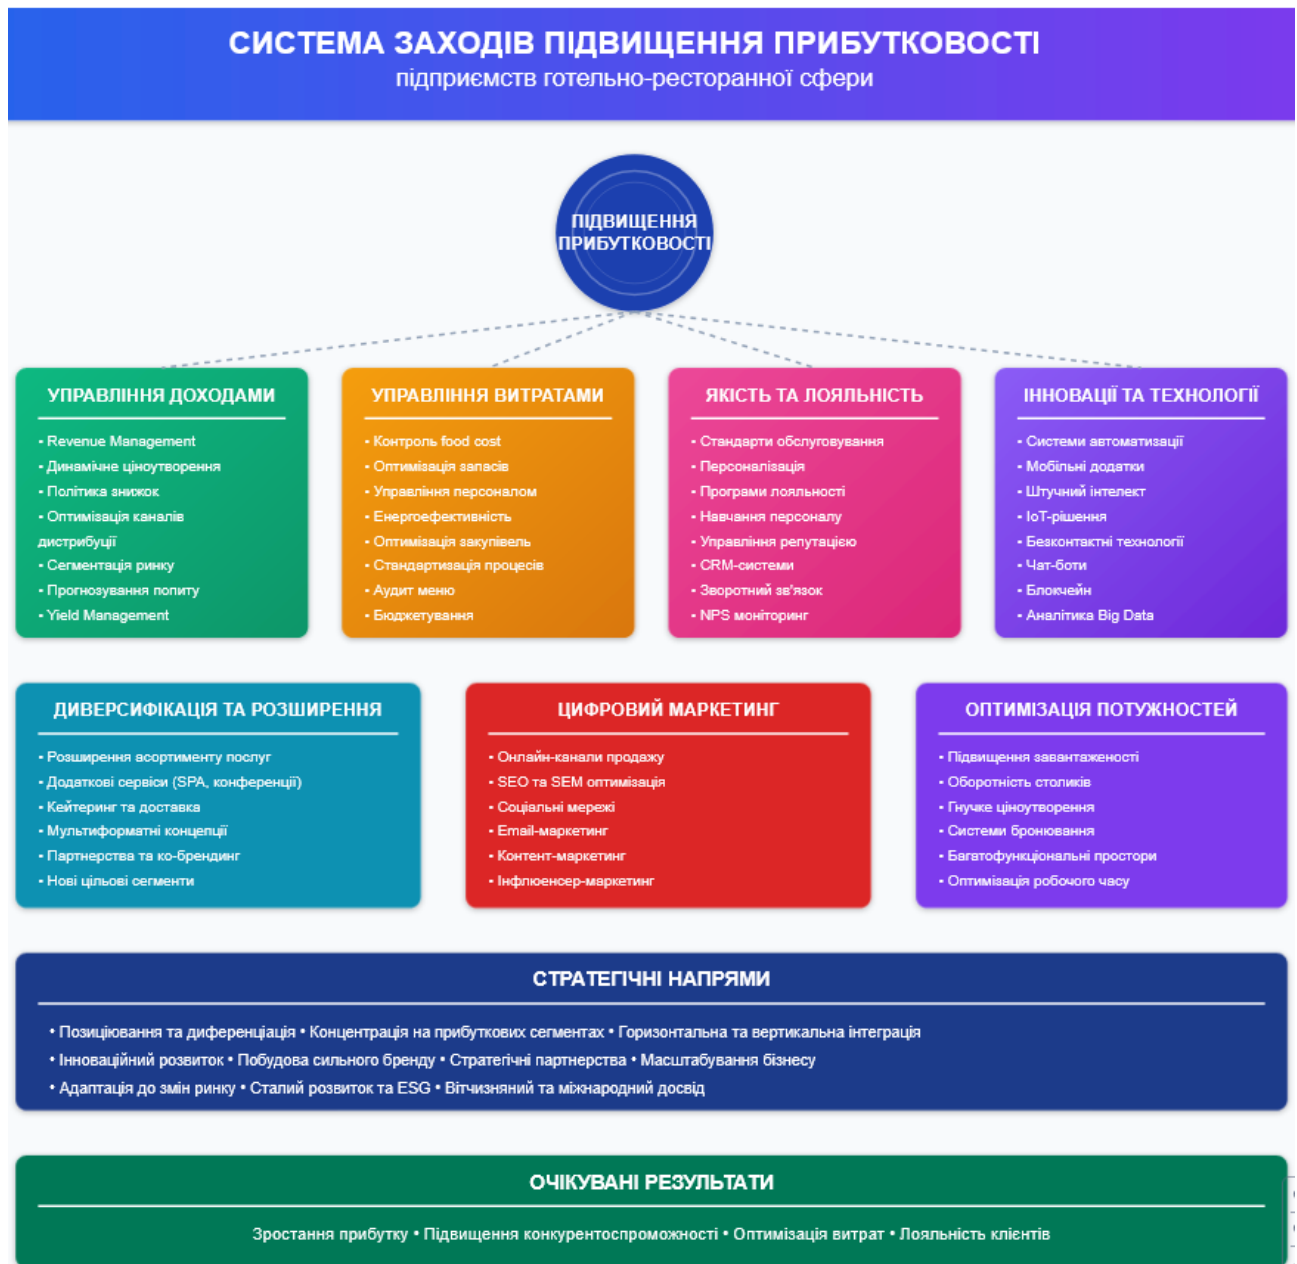 СИСТЕМА ЗАХОДІВ ПІДВИЩЕННЯ ПРИБУТКОВОСТІ
підприємств готельно-ресторанної сфери
ПІДВИЩЕННЯ
ПРИБУТКОВОСТІ
УПРАВЛІННЯ ДОХОДАМИ
▪ Revenue Management
▪ Динамічне ціноутворення
▪ Політика знижок
▪ Оптимізація каналів
дистрибуції
▪ Сегментація ринку
▪ Прогнозування попиту
▪ Yield Management
УПРАВЛІННЯ ВИТРАТАМИ
▪ Контроль food cost
▪ Оптимізація запасів
▪ Управління персоналом
▪ Енергоефективність
▪ Оптимізація закупівель
▪ Стандартизація процесів
▪ Аудит меню
▪ Бюджетування
ЯКІСТЬ ТА ЛОЯЛЬНІСТЬ
▪ Стандарти обслуговування
▪ Персоналізація
▪ Програми лояльності
▪ Навчання персоналу
▪ Управління репутацією
▪ CRM-системи
▪ Зворотний зв'язок
▪ NPS моніторинг
ІННОВАЦІЇ ТА ТЕХНОЛОГІЇ
▪ Системи автоматизації
▪ Мобільні додатки
▪ Штучний інтелект
▪ IoT-рішення
▪ Безконтактні технології
▪ Чат-боти
▪ Блокчейн
▪ Аналітика Big Data
ДИВЕРСИФІКАЦІЯ ТА РОЗШИРЕННЯ
▪ Розширення асортименту послуг
▪ Додаткові сервіси (SPA, конференції)
▪ Кейтеринг та доставка
▪ Мультиформатні концепції
▪ Партнерства та ко-брендинг
▪ Нові цільові сегменти
ЦИФРОВИЙ МАРКЕТИНГ
▪ Онлайн-канали продажу
▪ SEO та SEM оптимізація
▪ Соціальні мережі
▪ Email-маркетинг
▪ Контент-маркетинг
▪ Інфлюенсер-маркетинг
ОПТИМІЗАЦІЯ ПОТУЖНОСТЕЙ
▪ Підвищення завантаженості
▪ Оборотність столиків
▪ Гнучке ціноутворення
▪ Системи бронювання
▪ Багатофункціональні простори
▪ Оптимізація робочого часу
СТРАТЕГІЧНІ НАПРЯМИ
• Позиціювання та диференціація • Концентрація на прибуткових сегментах • Горизонтальна та вертикальна інтеграція
• Інноваційний розвиток • Побудова сильного бренду • Стратегічні партнерства • Масштабування бізнесу
• Адаптація до змін ринку • Сталий розвиток та ESG • Вітчизняний та міжнародний досвід
ОЧІКУВАНІ РЕЗУЛЬТАТИ
Зростання прибутку • Підвищення конкурентоспроможності • Оптимізація витрат • Лояльність клієнтів